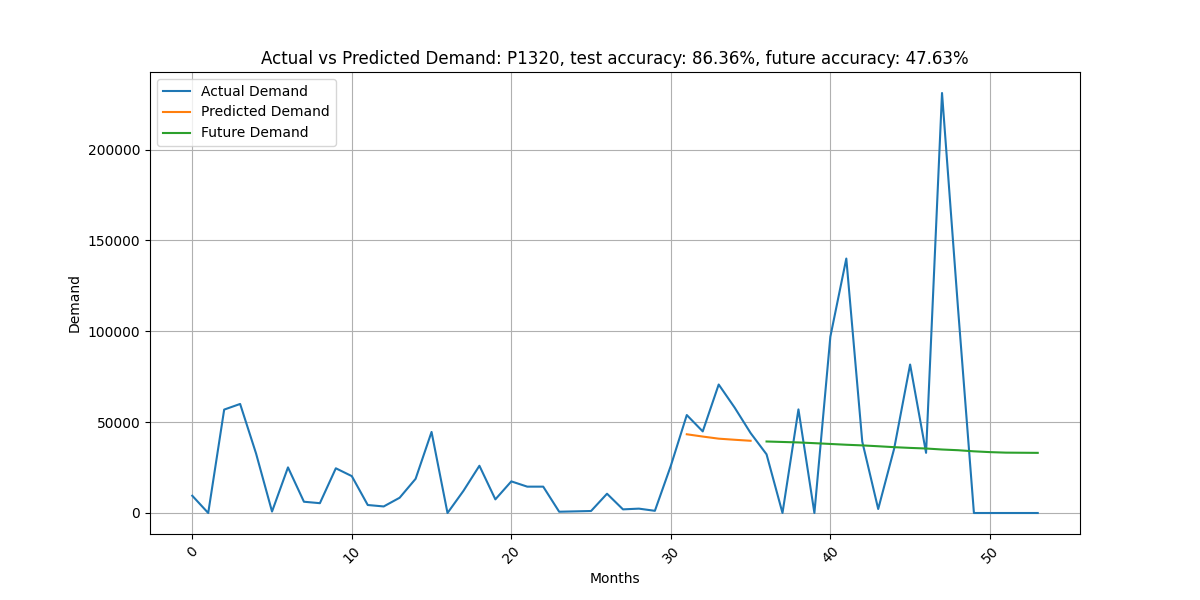 Actual vs Predicted Demand: P1320, test accuracy: 86.36%, future accuracy: 47.63%
Actual Demand
Predicted Demand
Future Demand
200000
150000
100000
50000
0
Demand
0 10 20 30 40 50
Months